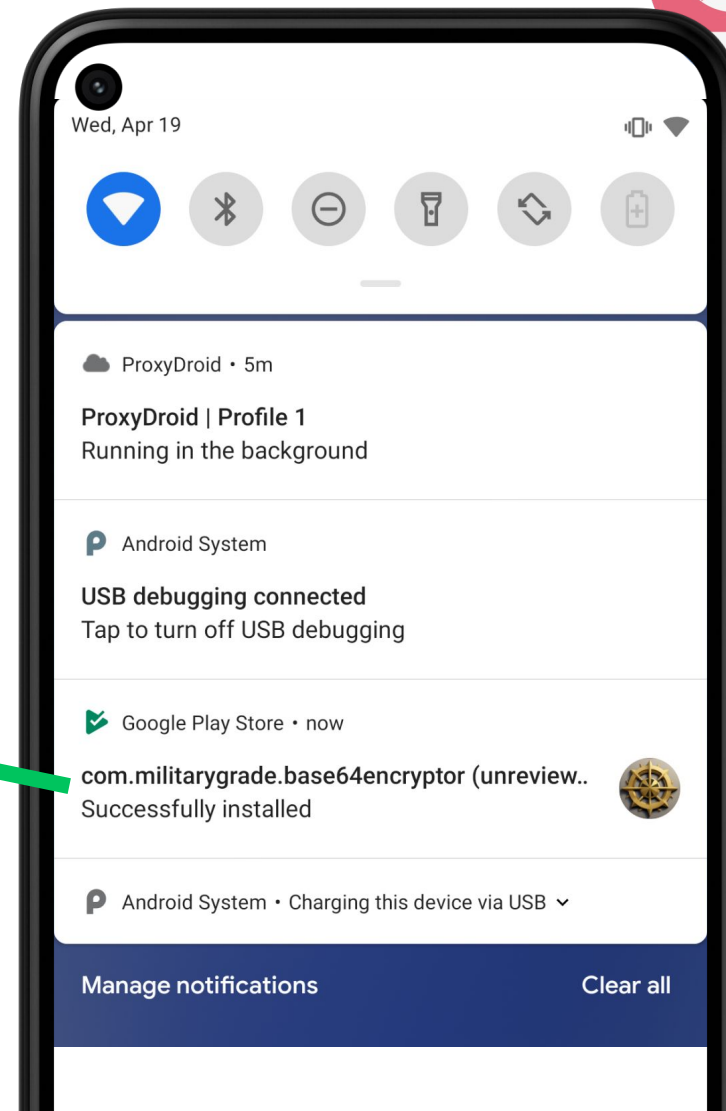 Wed, Apr 19
ProxyDroid • 5m
ProxyDroid | Profile 1
Running in the background
Android System
USB debugging connected
Tap to turn off USB debugging
Google Play Store • now
com.militarygrade.base64encryptor (unreview..
Successfully installed
Android System • Charging this device via USB
Manage notifications
Clear all